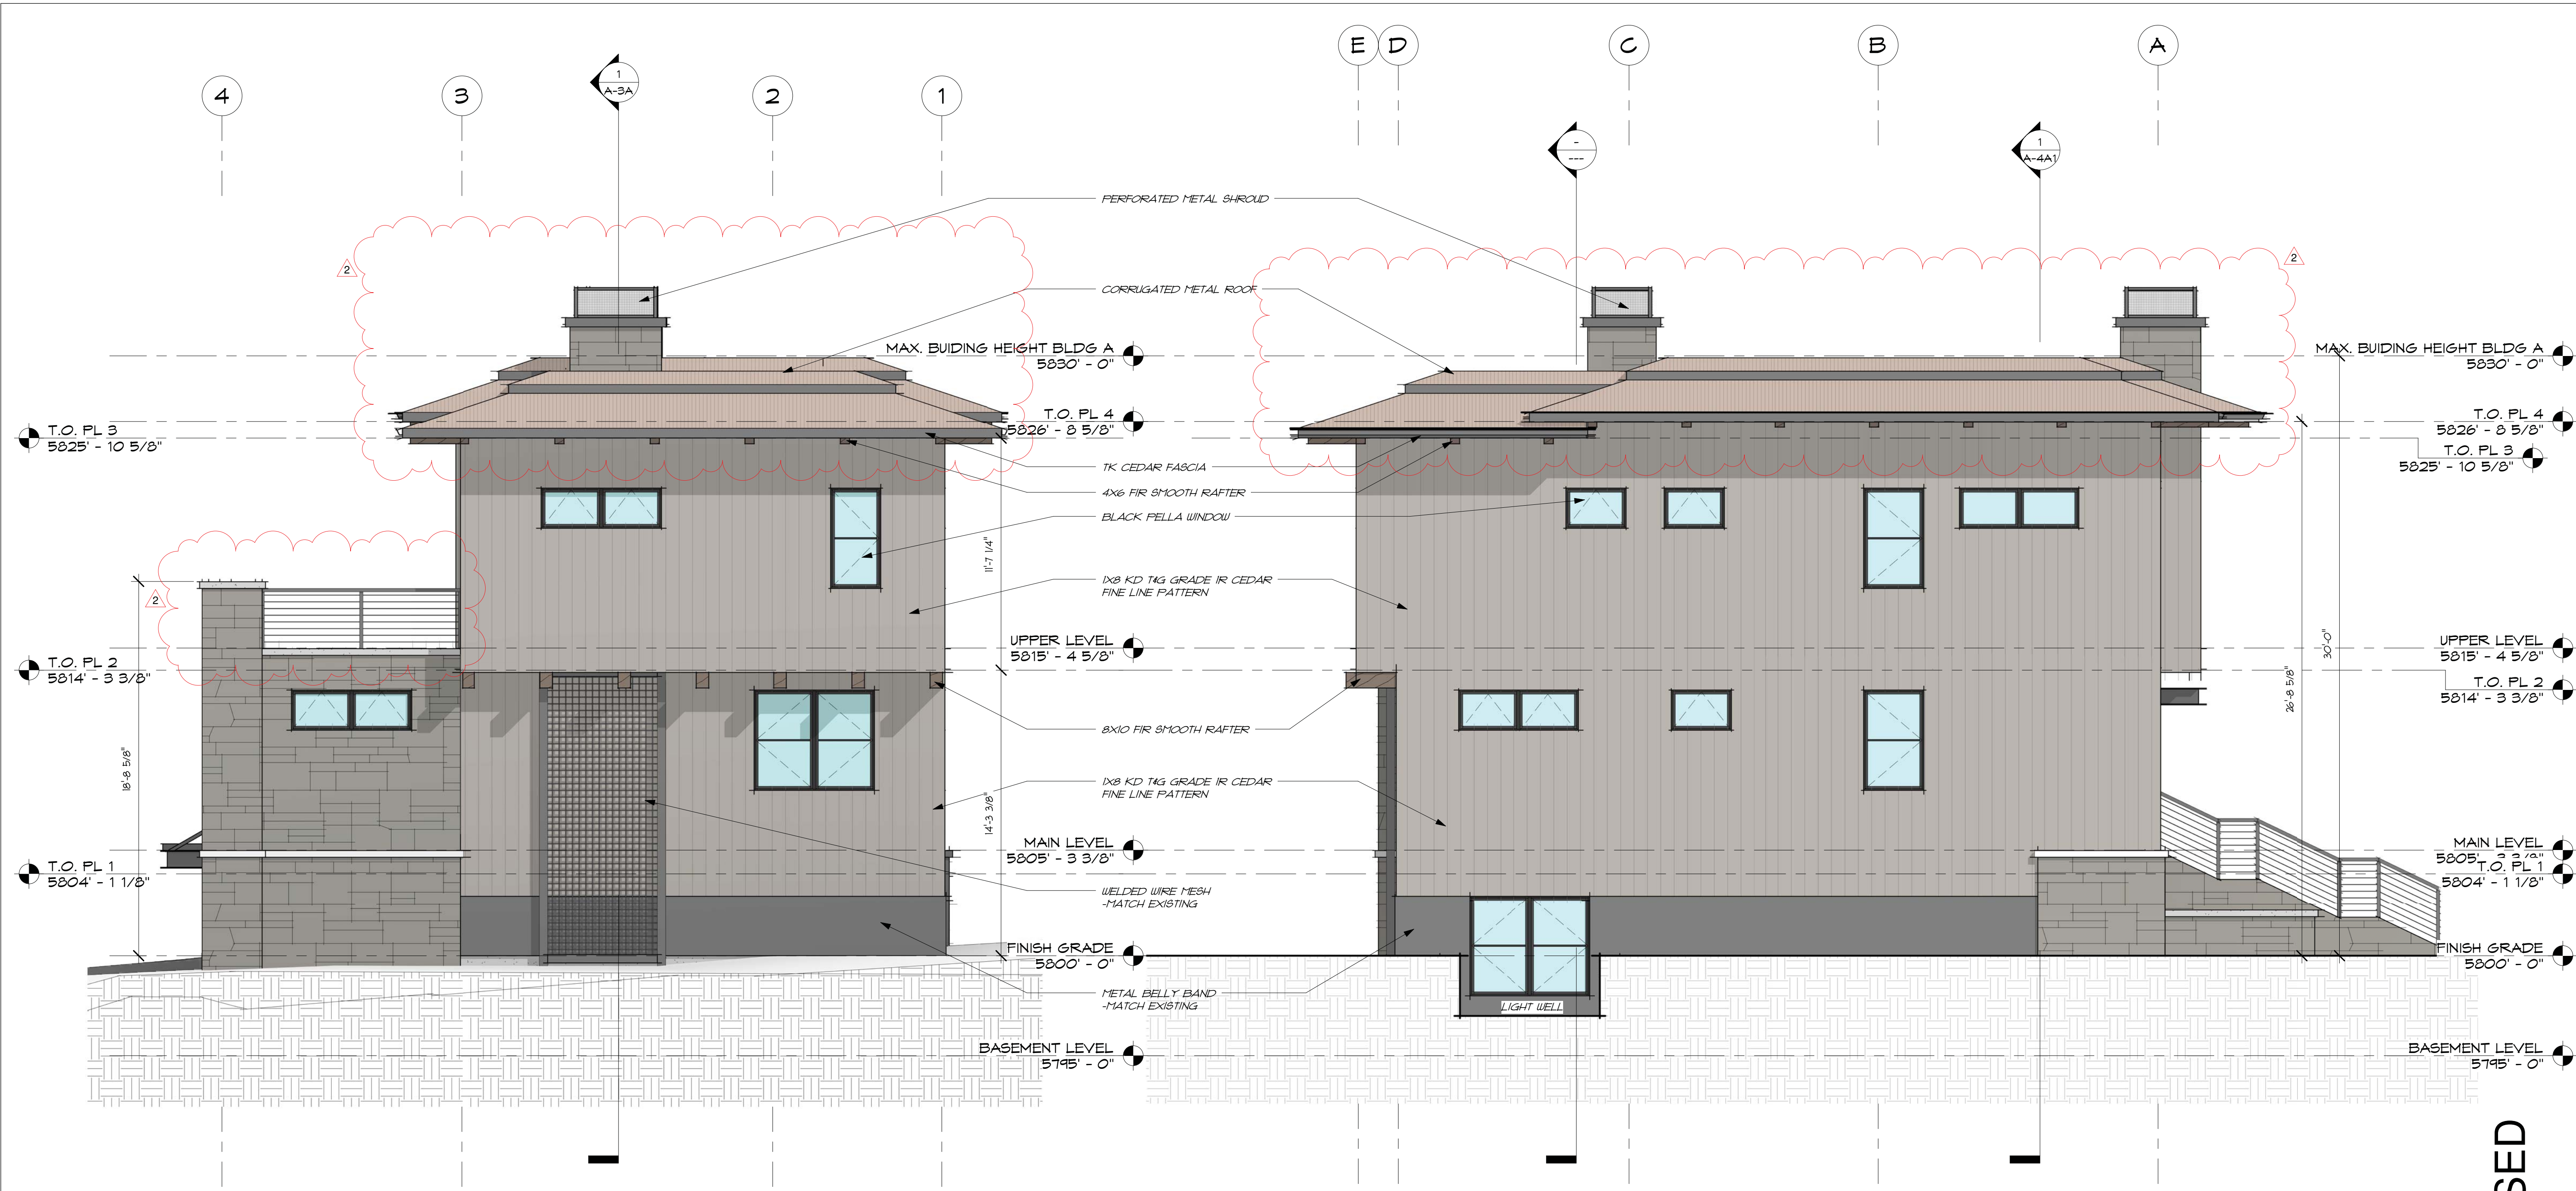 E
D
C
B
A
4
3
1
A-3A
2
1
-
---
1
A-4A1
PERFORATED METAL SHROUD
2
2
CORRUGATED METAL ROOF
MAX. BUIDING HEIGHT BLDG A
5830' - 0"
MAX. BUIDING HEIGHT BLDG A
5830' - 0"
T.O. PL 3
5825' - 10 5/8"
T.O. PL 4
5826' - 8 5/8"
T.O. PL 4
5826' - 8 5/8"
T.O. PL 3
5825' - 10 5/8"
TK CEDAR FASCIA
4X6 FIR SMOOTH RAFTER
BLACK PELLA WINDOW
11'-7 1/4"
1X8 KD T&G GRADE 1R CEDAR
FINE LINE PATTERN
2
UPPER LEVEL
5815' - 4 5/8"
30'-0"
UPPER LEVEL
5815' - 4 5/8"
T.O. PL 2
5814' - 3 3/8"
26'-8 5/8"
T.O. PL 2
5814' - 3 3/8"
8X10 FIR SMOOTH RAFTER
18'-8 5/8"
1X8 KD T&G GRADE 1R CEDAR
FINE LINE PATTERN
14'-3 3/8"
MAIN LEVEL
5805' - 3 3/8"
MAIN LEVEL
5805' - 3 3/8"
T.O. PL 1
5804' - 1 1/8"
T.O. PL 1
5804' - 1 1/8"
WELDED WIRE MESH
-MATCH EXISTING
FINISH GRADE
5800' - 0"
FINISH GRADE
5800' - 0"
METAL BELLY BAND
-MATCH EXISTING
LIGHT WELL
BASEMENT LEVEL
5795' - 0"
BASEMENT LEVEL
5795' - 0"
SED